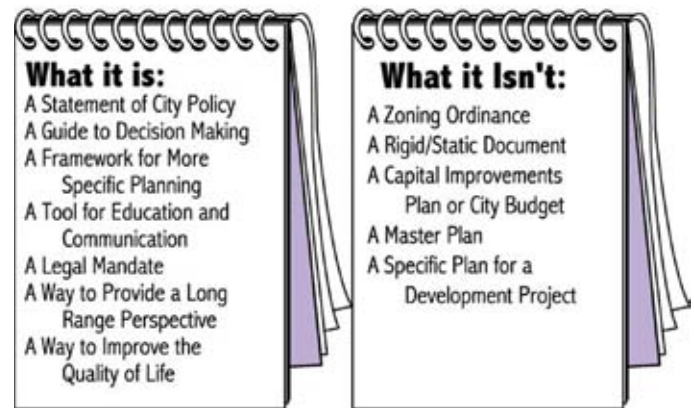 What it is:
A Statement of City Policy
A Guide to Decision Making
A Framework for More
Specific Planning
A Tool for Education and
Communication
A Legal Mandate
A Way to Provide a Long
Range Perspective
A Way to Improve the
Quality of Life
What it Isn't:
A Zoning Ordinance
A Rigid/Static Document
A Capital Improvements
Plan or City Budget
A Master Plan
A Specific Plan for a
Development Project